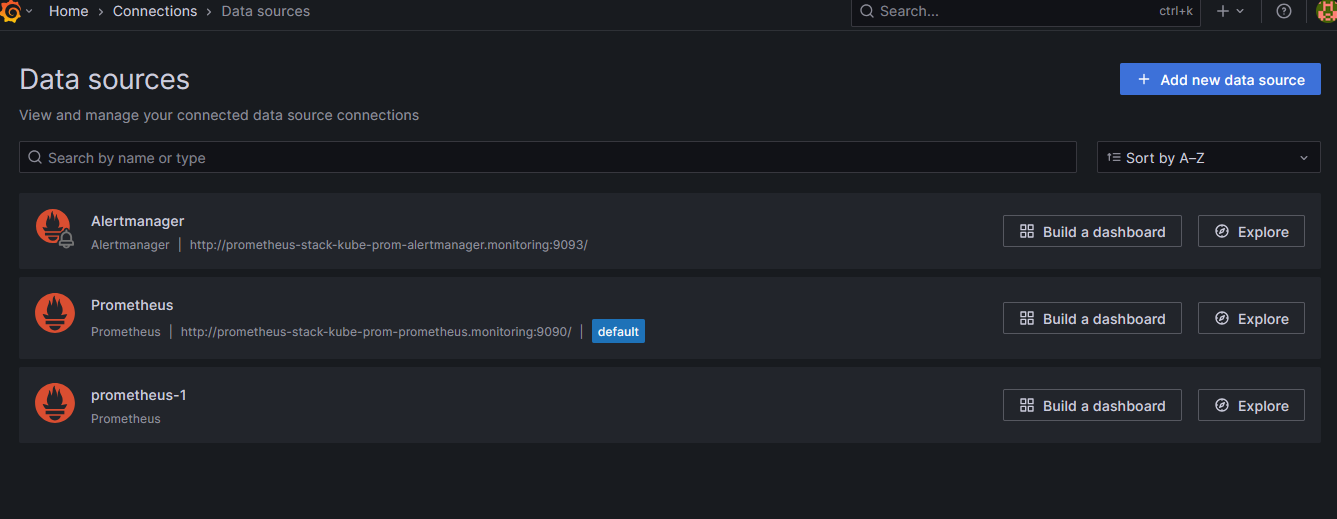 Home › Connections › Data sources
Search...
ctrl+k
Data sources
Add new data source
View and manage your connected data source connections
Search by name or type
Sort by A–Z
Alertmanager
Alertmanager | http://prometheus-stack-kube-prom-alertmanager.monitoring:9093/
Build a dashboard
Explore
Prometheus
Prometheus | http://prometheus-stack-kube-prom-prometheus.monitoring:9090/ | default
Build a dashboard
Explore
prometheus-1
Prometheus
Build a dashboard
Explore